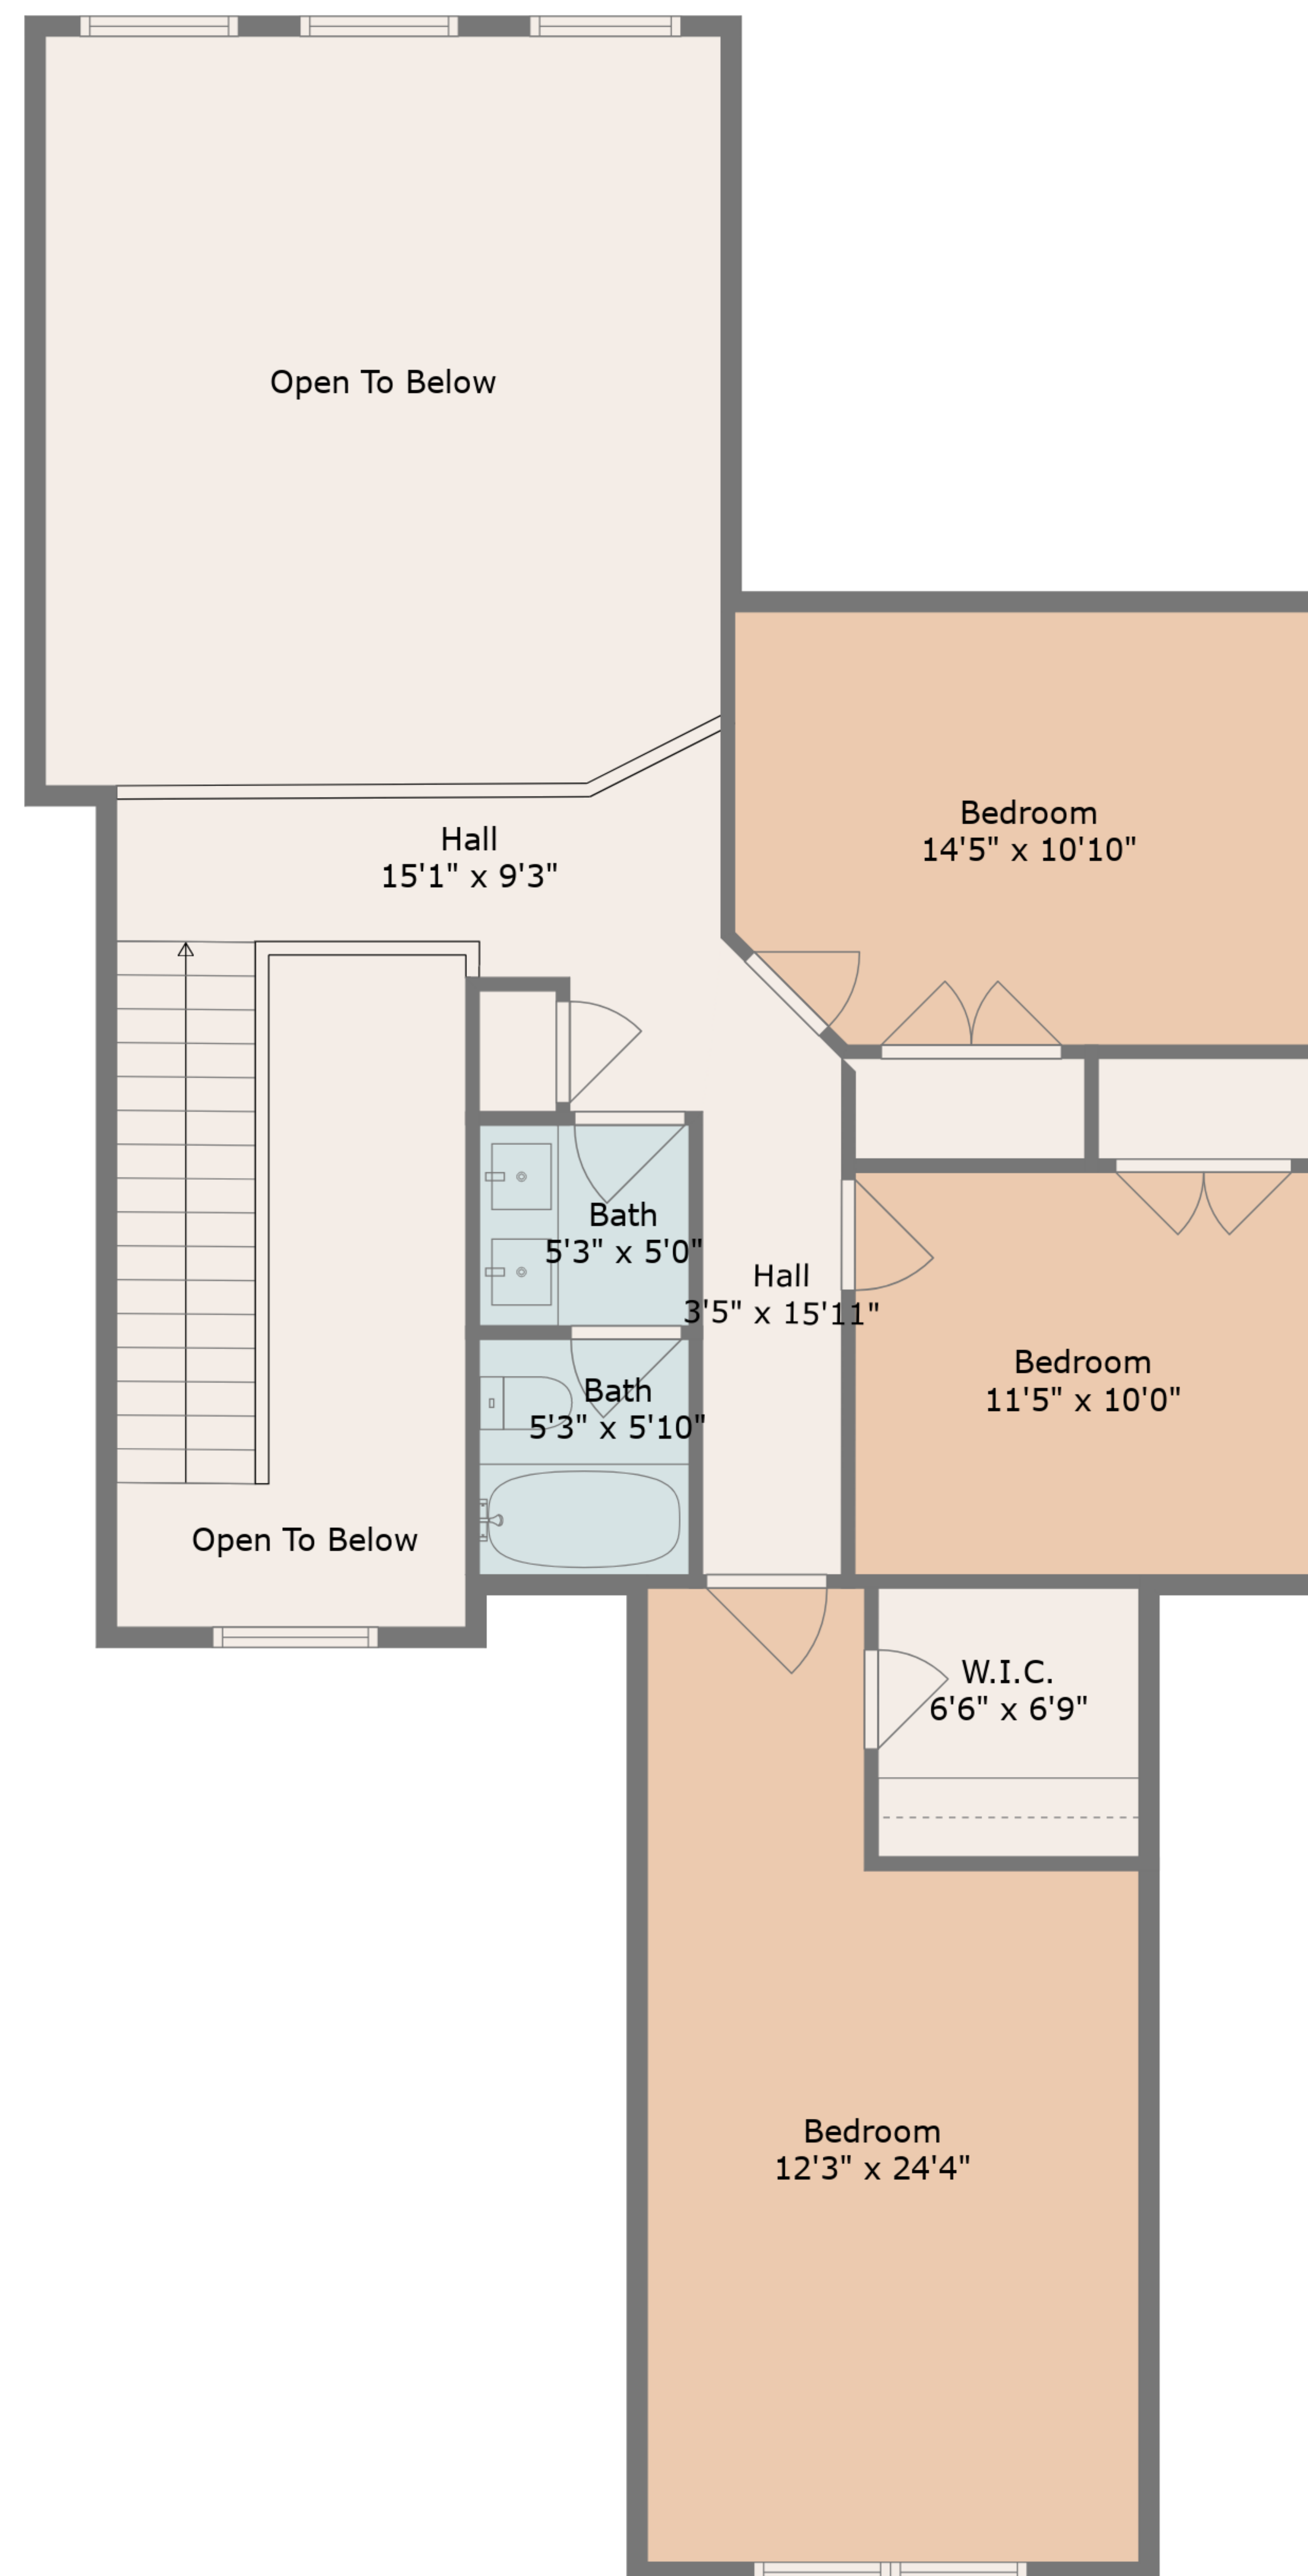 Open To Below
Bedroom
14'5" x 10'10"
Hall
15'1" x 9'3"
Bath
5'3" x 5'0"
Hall
3'5" x 15'11"
Bedroom
11'5" x 10'0"
Bath
5'3" x 5'10"
Open To Below
W.I.C.
6'6" x 6'9"
Bedroom
12'3" x 24'4"